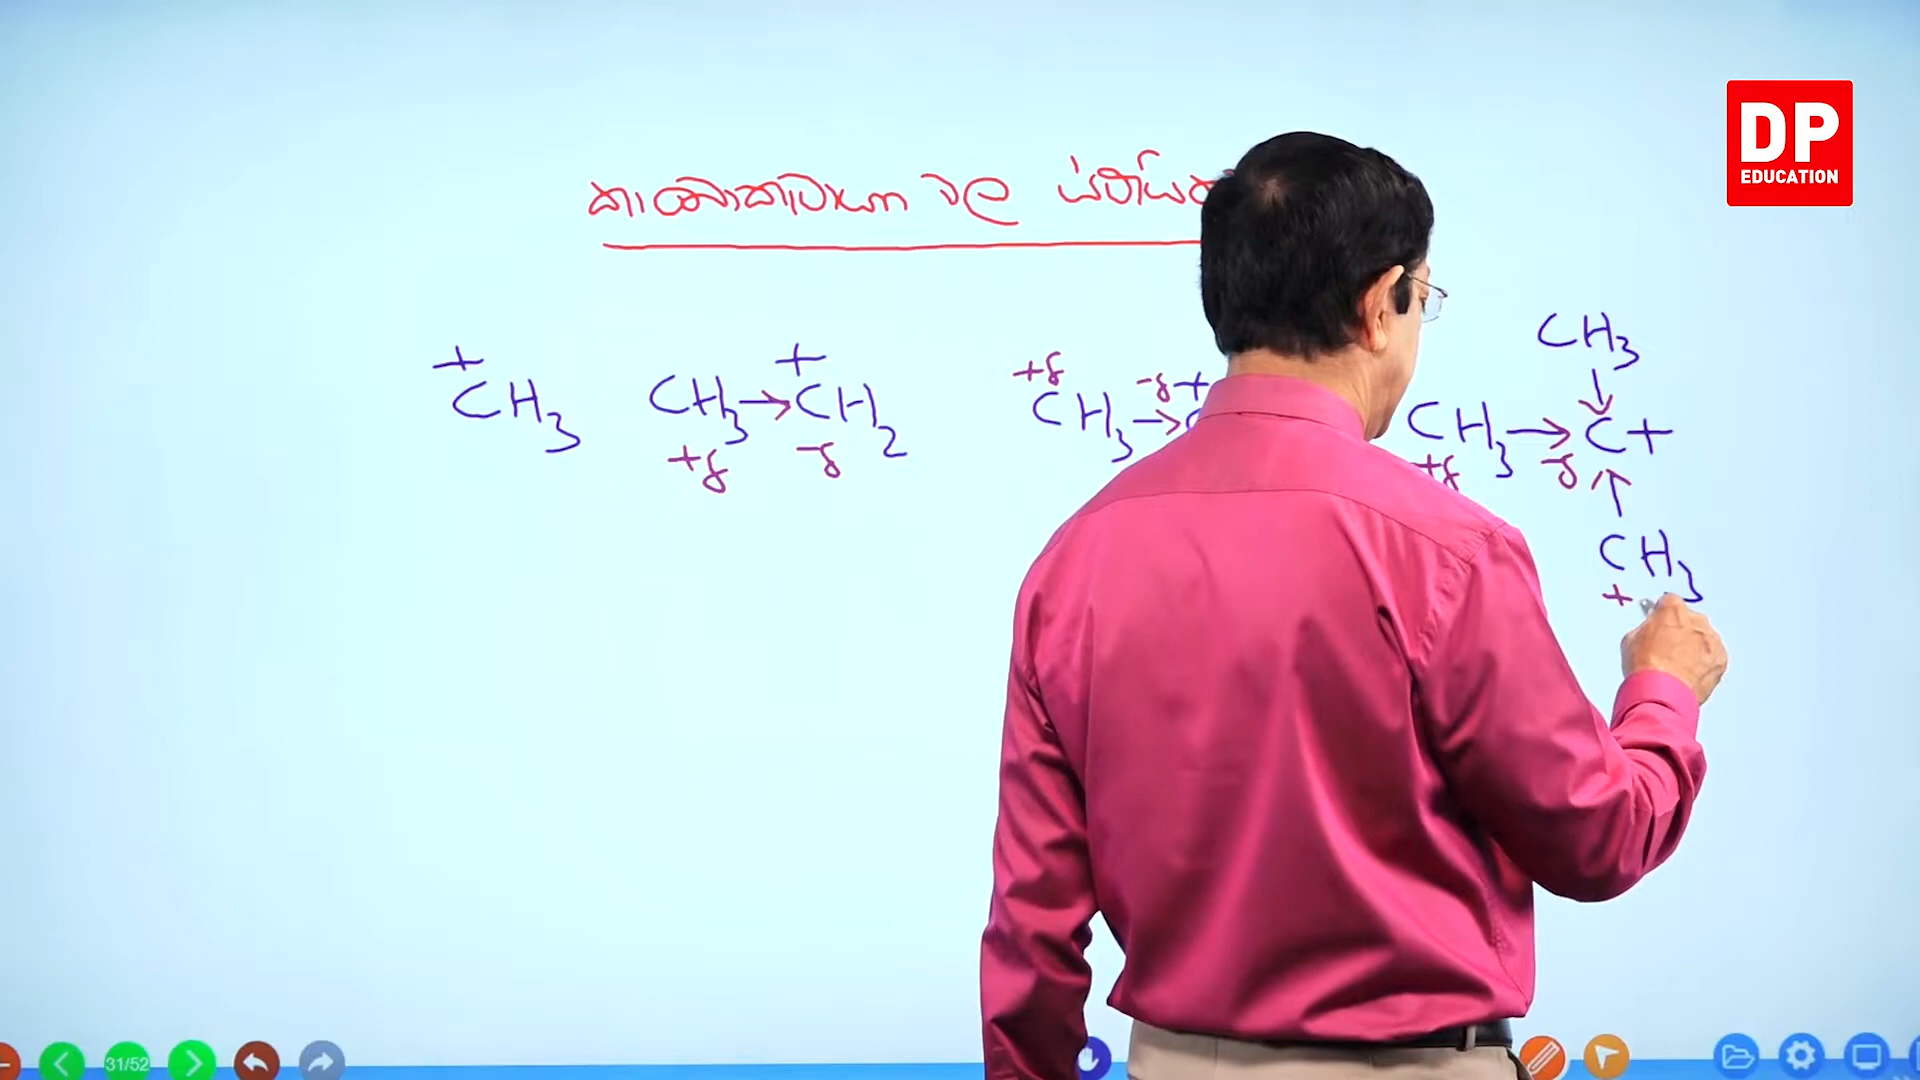 DP
EDUCATION
කාබොකැටායන වල
+
CH3
CH3 → CH2
+
+δ
-δ
CH3 →
+δ
-δ +
CH3
↓
CH3 → C+
+δ
-δ
↑
CH3
+
31/52